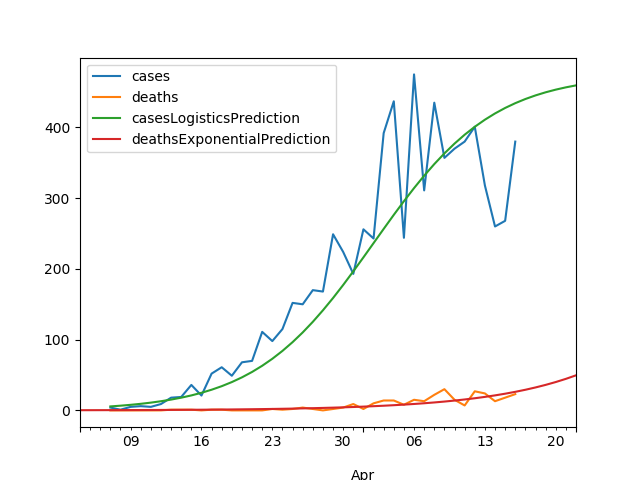 cases
deaths
casesLogisticsPrediction
deathsExponentialPrediction
400
300
200
100
0
09 16 23 30 06 13 20
Apr